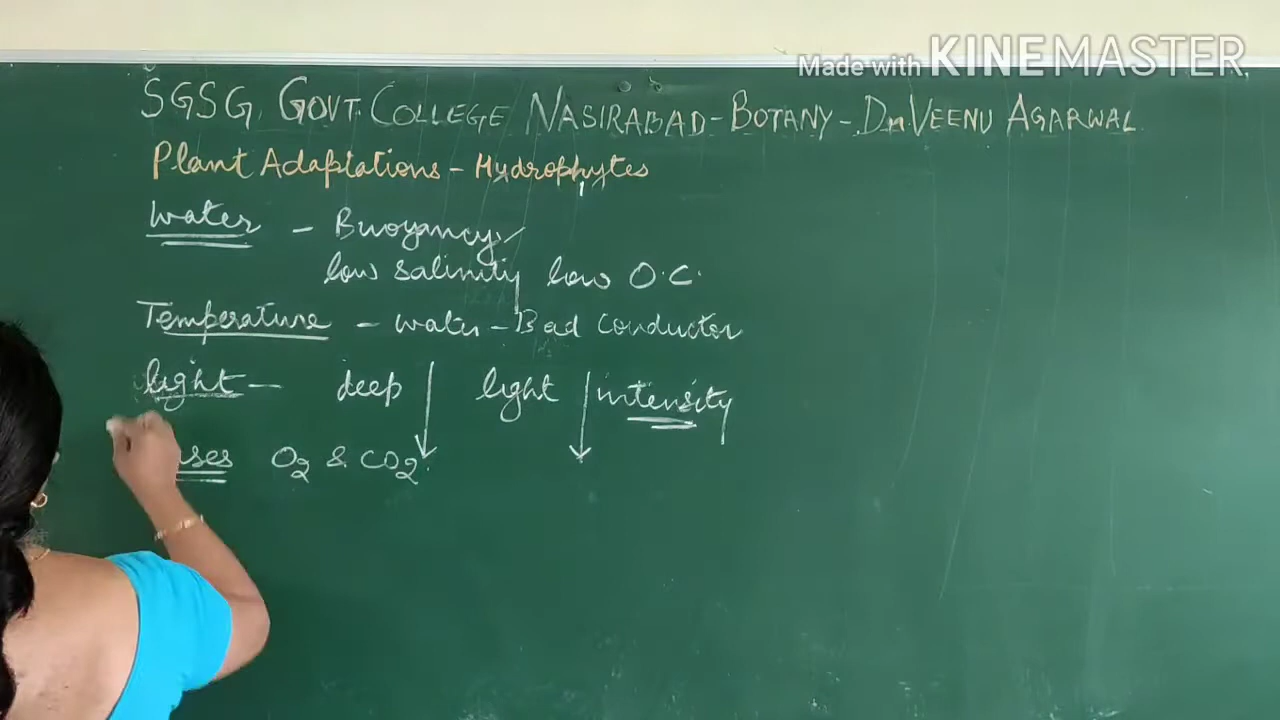 Made with KINEMASTER
SGSG, GOVT. COLLEGE NASIRABAD - BOTANY - Dr. VEENU AGARWAL
Plant Adaptations - Hydrophytes
Water - Buoyancy
low salinity low O.C.
Temperature - water - Bad conductor
light - deep ↓ light ↓ intensity
O2 & CO2